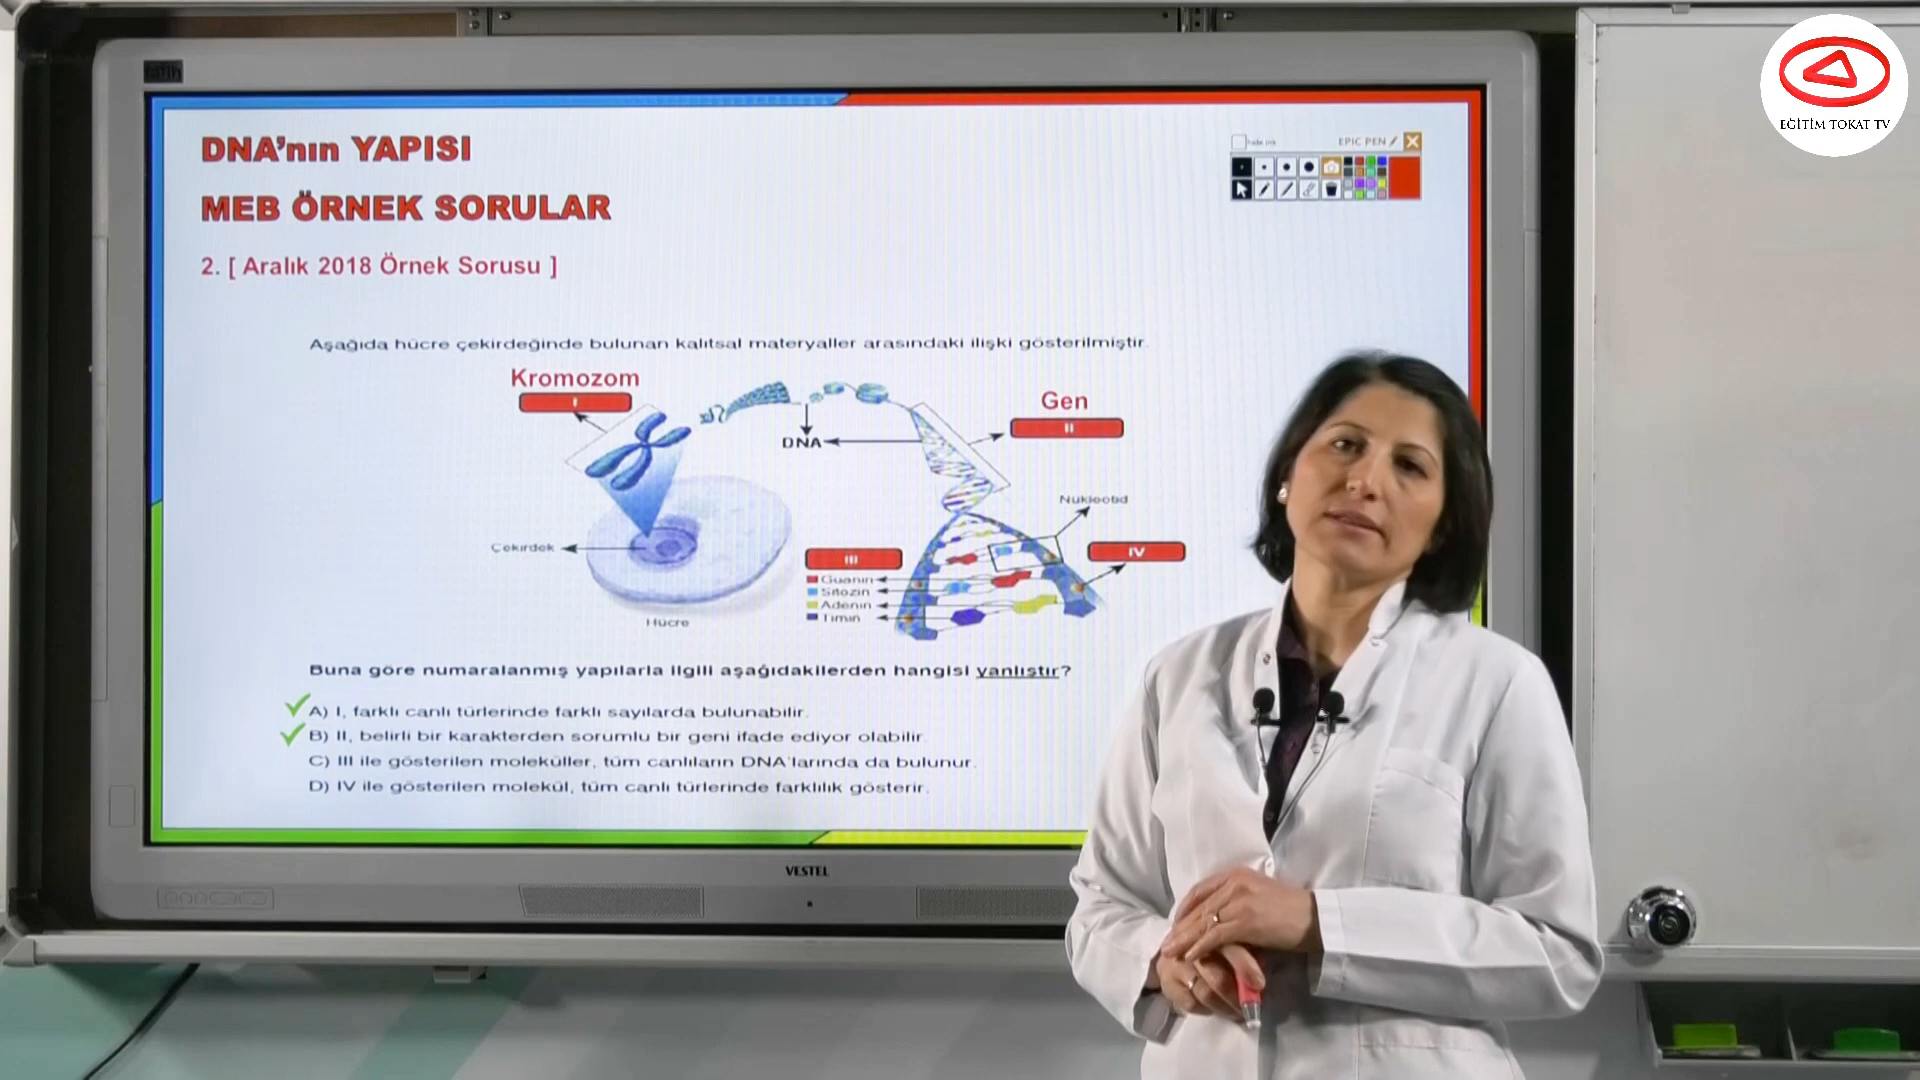 EĞİTİM TOKAT TV
fatih
DNA’nın YAPISI
MEB ÖRNEK SORULAR
2. [ Aralık 2018 Örnek Sorusu ]
hide ink
EPIC PEN
Aşağıda hücre çekirdeğinde bulunan kalıtsal materyaller arasındaki ilişki gösterilmiştir.
Kromozom
I
Gen
II
DNA
Nükleotid
Çekirdek
III
IV
Guanin
Sitozin
Adenin
Timin
Hücre
Buna göre numaralanmış yapılarla ilgili aşağıdakilerden hangisi yanlıştır?
A) I, farklı canlı türlerinde farklı sayılarda bulunabilir.
B) II, belirli bir karakterden sorumlu bir geni ifade ediyor olabilir.
C) III ile gösterilen moleküller, tüm canlıların DNA’larında da bulunur.
D) IV ile gösterilen molekül, tüm canlı türlerinde farklılık gösterir.
VESTEL